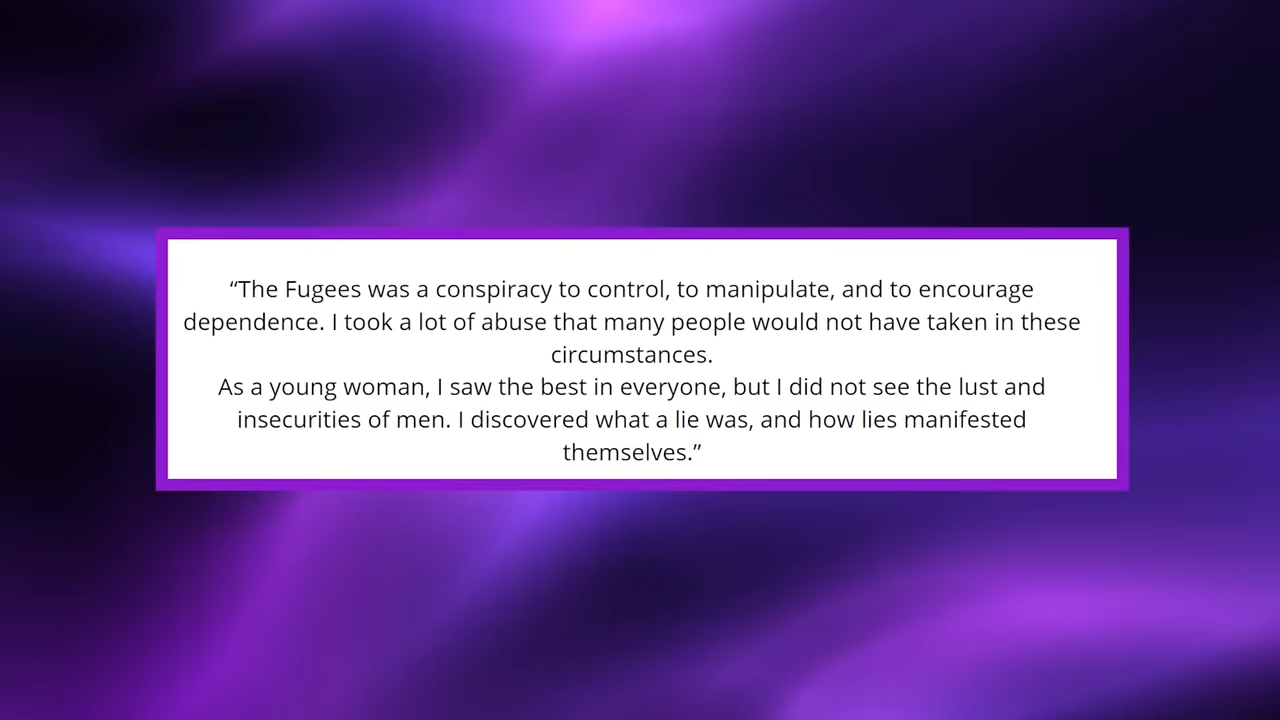 “The Fugees was a conspiracy to control, to manipulate, and to encourage
dependence. I took a lot of abuse that many people would not have taken in these
circumstances.
As a young woman, I saw the best in everyone, but I did not see the lust and
insecurities of men. I discovered what a lie was, and how lies manifested
themselves.”